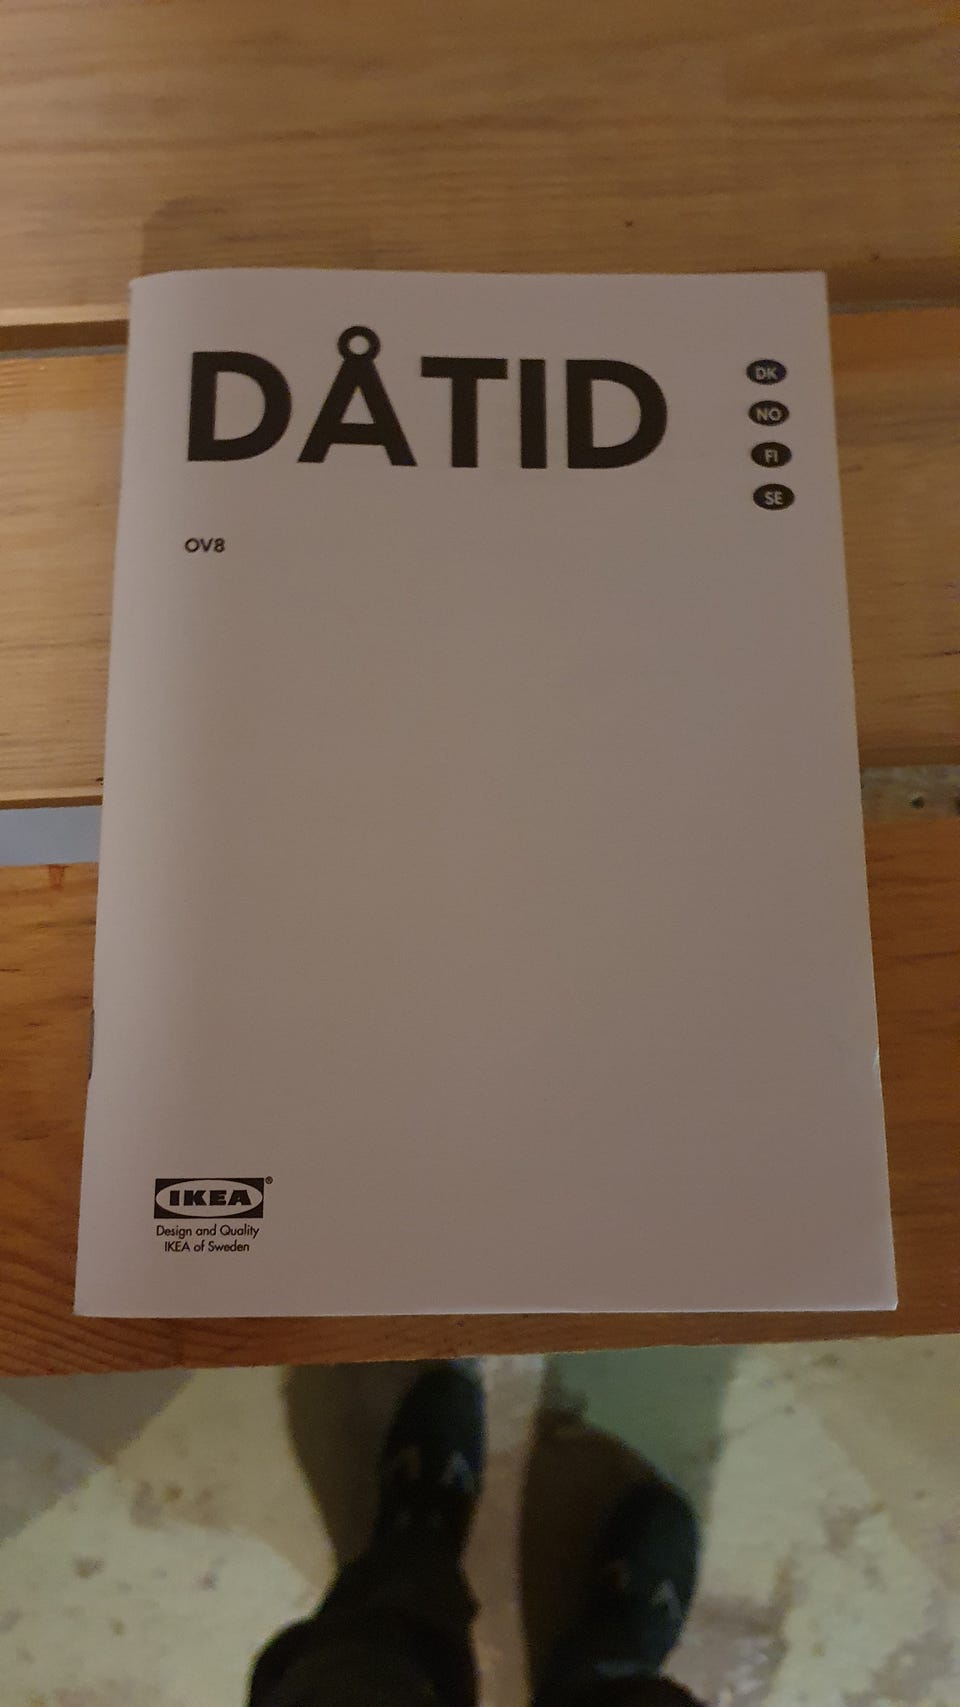 DÅTID
DK
NO
FI
SE
OV8
IKEA®
Design and Quality
IKEA of Sweden